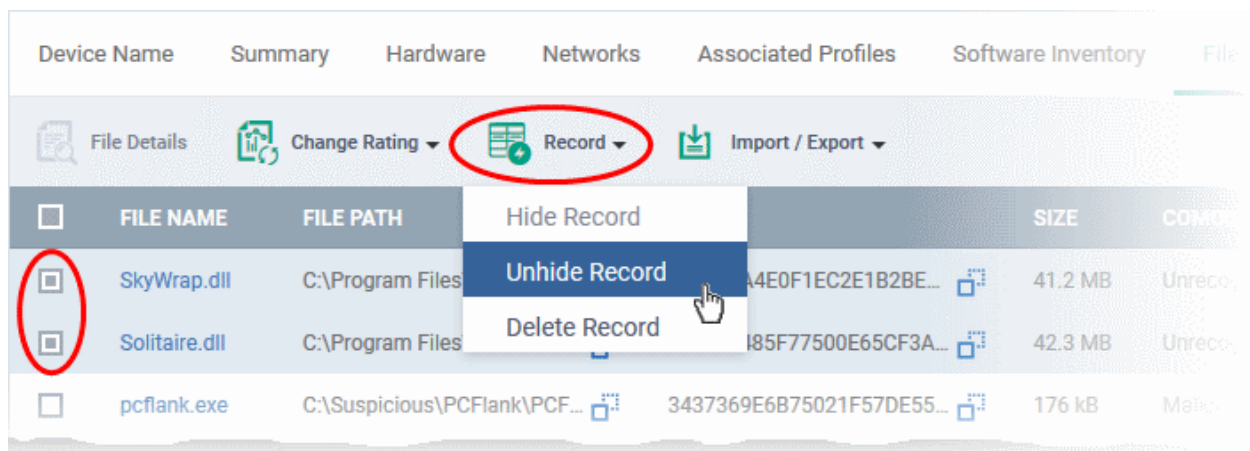 Device Name Summary Hardware Networks Associated Profiles Software Inventory File
File Details Change Rating Record Import / Export
FILE NAME FILE PATH SIZE
Hide Record
Unhide Record
Delete Record
SkyWrap.dll C:\Program Files A4E0F1EC2E1B2BE... 41.2 MB
Solitaire.dll C:\Program Files 485F77500E65CF3A... 42.3 MB
pcflank.exe C:\Suspicious\PCFlank\PCF... 3437369E6B75021F57DE55... 176 kB